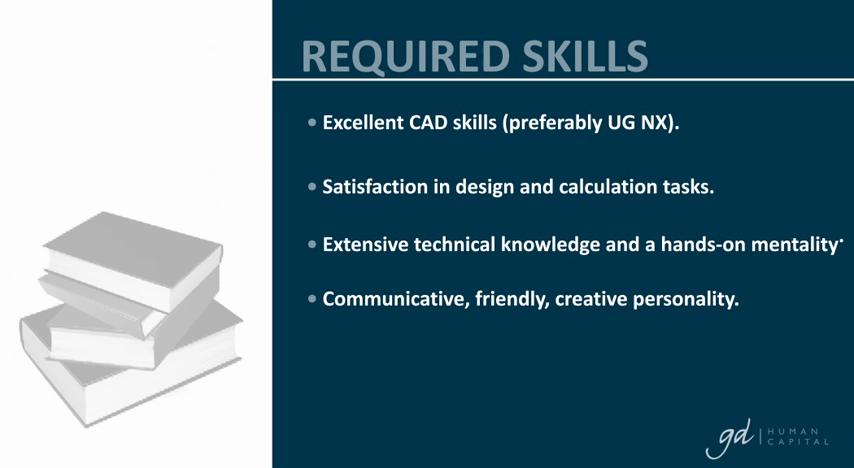 REQUIRED SKILLS
• Excellent CAD skills (preferably UG NX).
• Satisfaction in design and calculation tasks.
• Extensive technical knowledge and a hands-on mentality.
• Communicative, friendly, creative personality.
gd | HUMAN
CAPITAL